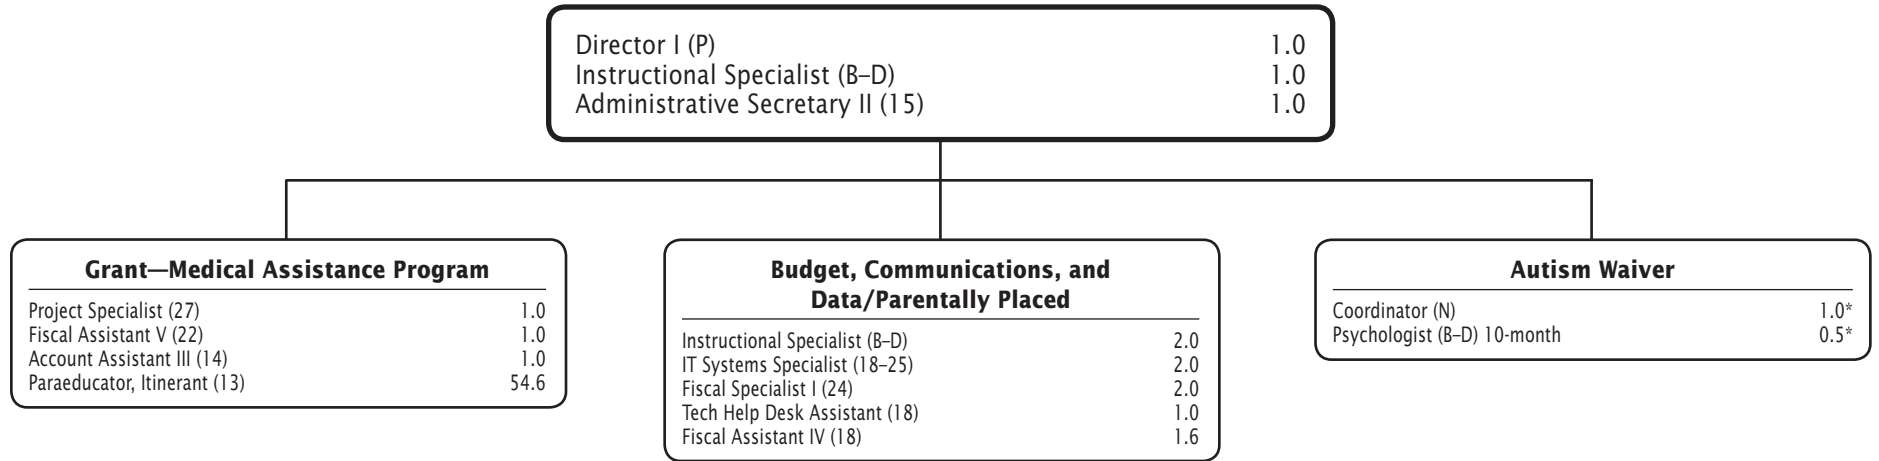 Director I (P) 1.0
Instructional Specialist (B–D) 1.0
Administrative Secretary II (15) 1.0
Grant—Medical Assistance Program
Project Specialist (27) 1.0
Fiscal Assistant V (22) 1.0
Account Assistant III (14) 1.0
Paraeducator, Itinerant (13) 54.6
Budget, Communications, and
Data/Parentally Placed
Instructional Specialist (B–D) 2.0
IT Systems Specialist (18–25) 2.0
Fiscal Specialist I (24) 2.0
Tech Help Desk Assistant (18) 1.0
Fiscal Assistant IV (18) 1.6
Autism Waiver
Coordinator (N) 1.0*
Psychologist (B–D) 10-month 0.5*